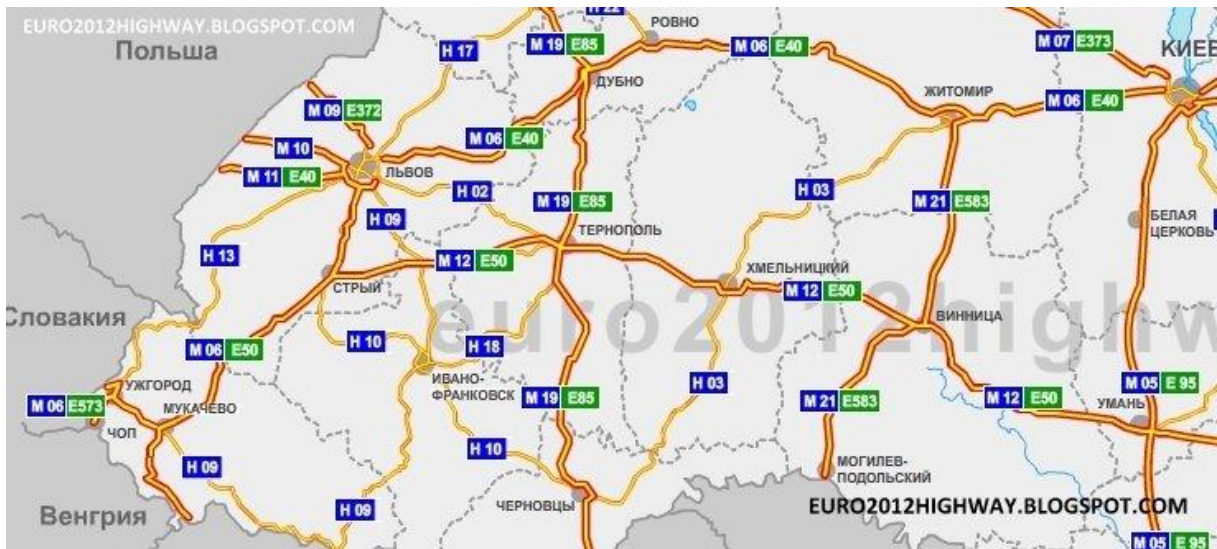 EURO2012HIGHWAY.BLOGSPOT.COM
Польша
H 17
M 19 E85
H 22
РОВНО
M 06 E40
M 07 E373
КИЕВ
ДУБНО
ЖИТОМИР
M 06 E40
M 09 E372
M 06 E40
M 10
M 11 E40
ЛЬВОВ
H 02
H 03
M 19 E85
M 21 E583
H 09
БЕЛАЯ
ЦЕРКОВЬ
ТЕРНОПОЛЬ
H 13
M 12 E50
ХМЕЛЬНИЦКИЙ
СТРЫЙ
M 12 E50
euro2012highw
Словакия
ВИННИЦА
M 06 E50
H 10
H 18
ИВАНО-
ФРАНКОВСК
H 03
M 05 E 95
УЖГОРОД
M 06 E573
МУКАЧЕВО
M 19 E85
M 21 E583
M 12 E50
УМАНЬ
ЧОП
H 10
H 09
МОГИЛЕВ-
ПОДОЛЬСКИЙ
ЧЕРНОВЦЫ
EURO2012HIGHWAY.BLOGSPOT.COM
Венгрия
H 09
M 05 E 95